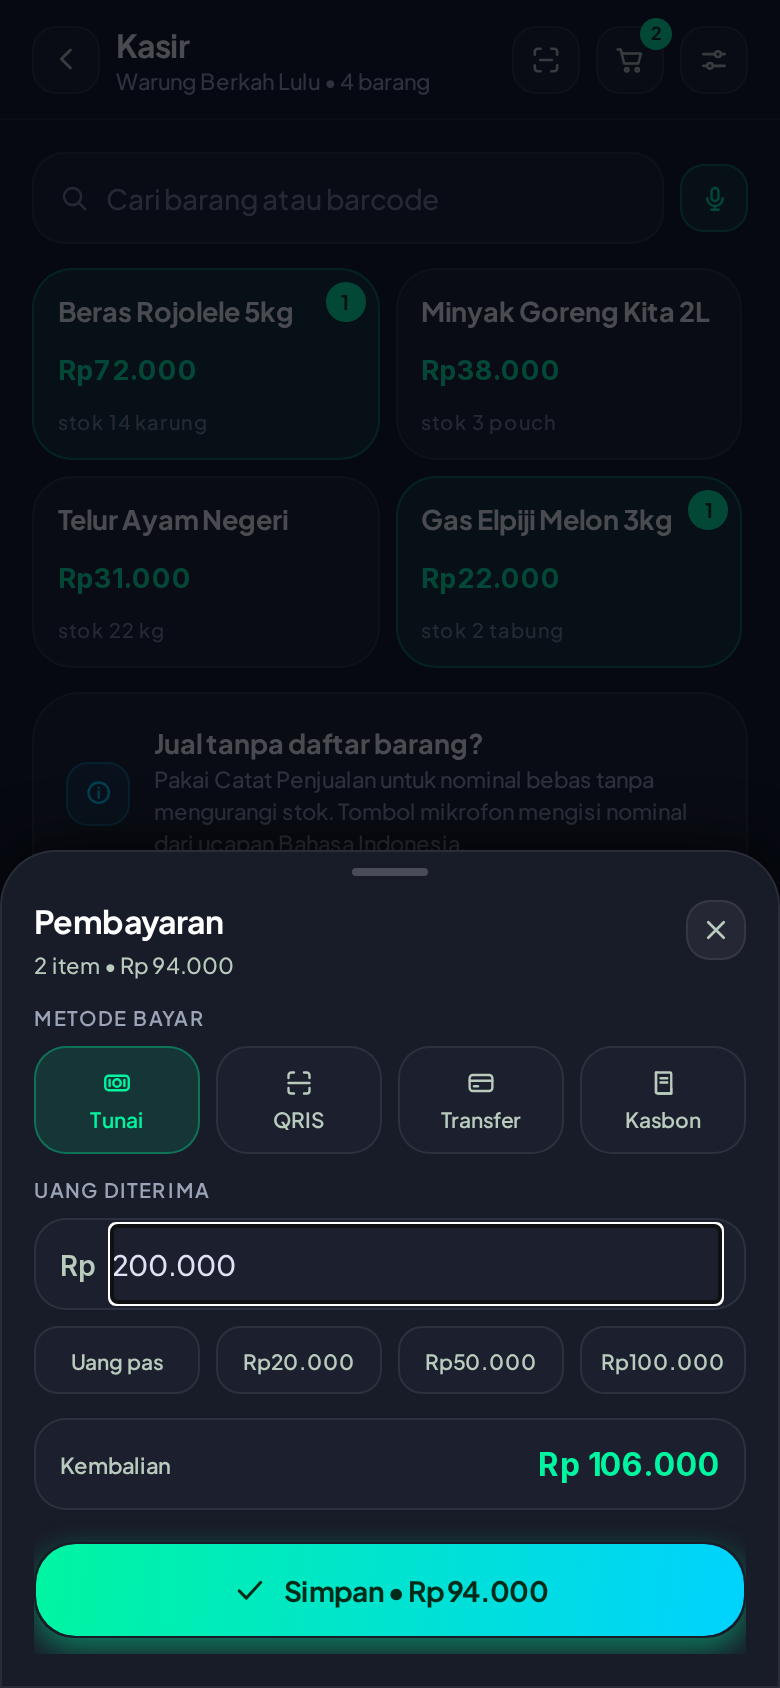 Kasir
Warung Berkah Lulu • 4 barang
2
Cari barang atau barcode
Beras Rojolele 5kg
1
Rp72.000
stok 14 karung
Minyak Goreng Kita 2L
Rp38.000
stok 3 pouch
Telur Ayam Negeri
Rp31.000
stok 22 kg
Gas Elpiji Melon 3kg
1
Rp22.000
stok 2 tabung
Jual tanpa daftar barang?
Pakai Catat Penjualan untuk nominal bebas tanpa
mengurangi stok. Tombol mikrofon mengisi nominal
dari ucapan Bahasa Indonesia
Pembayaran
2 item • Rp 94.000
METODE BAYAR
Tunai
QRIS
Transfer
Kasbon
UANG DITERIMA
Rp 200.000
Uang pas
Rp20.000
Rp50.000
Rp100.000
Kembalian
Rp 106.000
Simpan • Rp 94.000